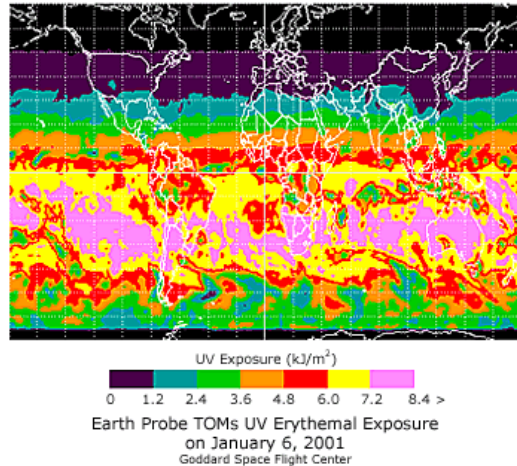 UV Exposure (kJ/m²)
0 1.2 2.4 3.6 4.8 6.0 7.2 8.4 >
Earth Probe TOMs UV Erythemal Exposure
on January 6, 2001
Goddard Space Flight Center